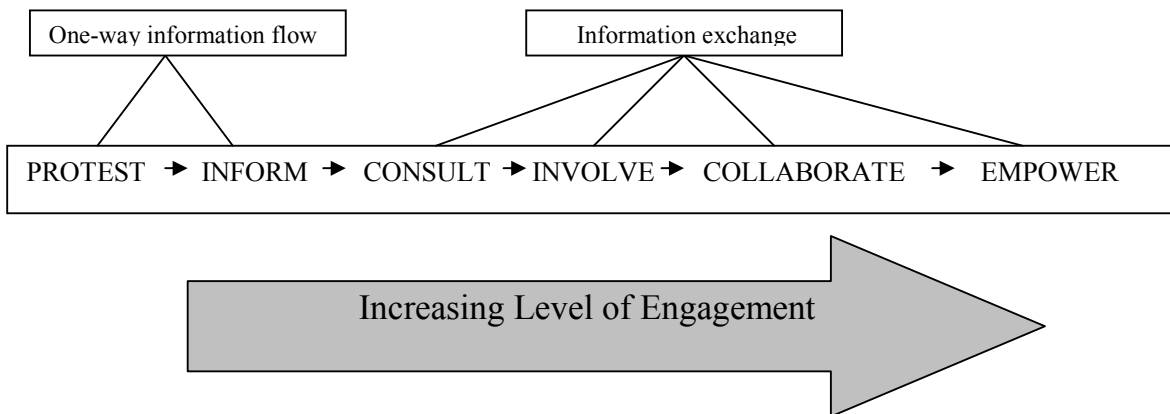 One-way information flow
Information exchange
PROTEST → INFORM → CONSULT → INVOLVE → COLLABORATE → EMPOWER
Increasing Level of Engagement